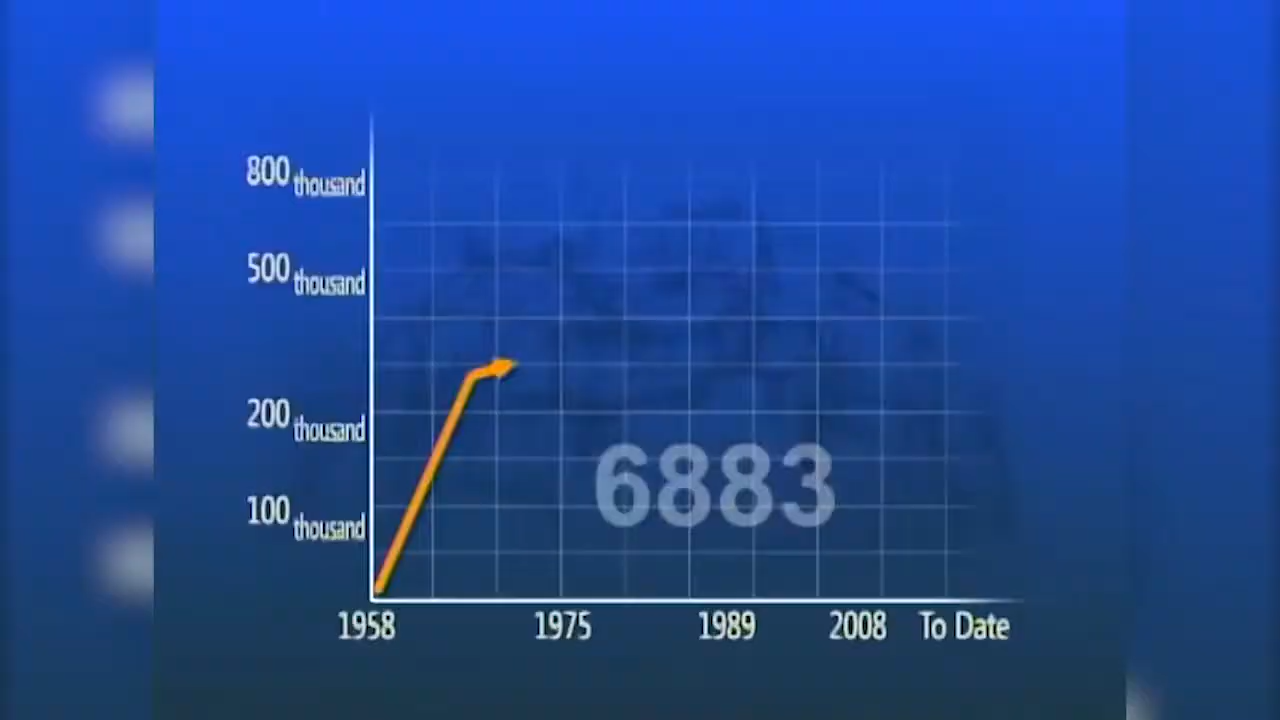 800 thousand
500 thousand
200 thousand
6883
100 thousand
1958 1975 1989 2008 To Date